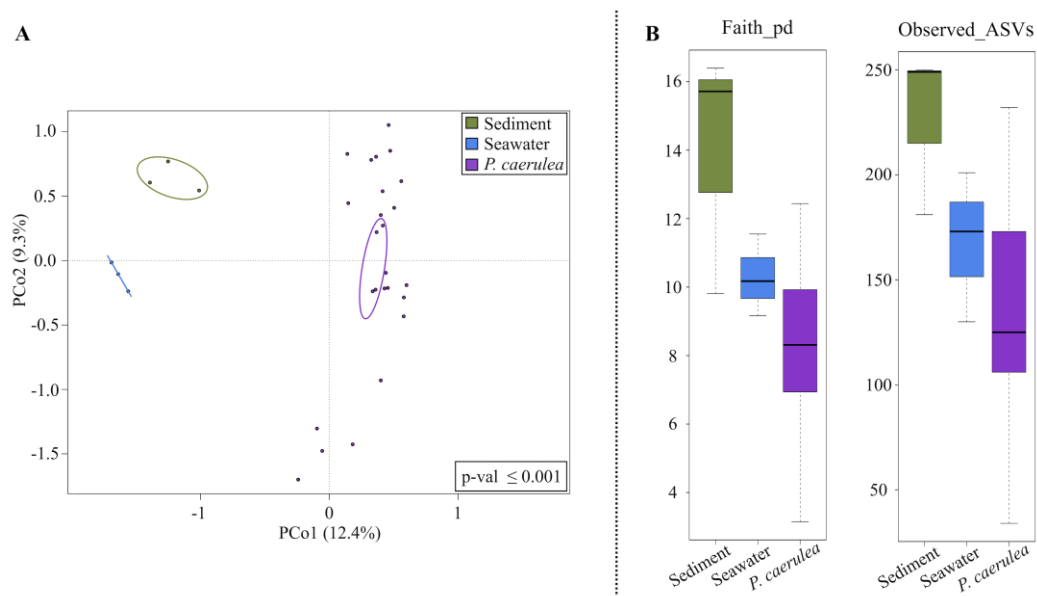 A
Sediment
Seawater
P. caerulea
1.0
0.5
0.0
-0.5
-1.0
-1.5
PCo2 (9.3%)
p-val ≤ 0.001
-1
0
1
PCo1 (12.4%)
B
Faith_pd
16
14
12
10
8
6
4
Sediment
Seawater
P. caerulea
Observed_ASVs
250
200
150
100
50
Sediment
Seawater
P. caerulea